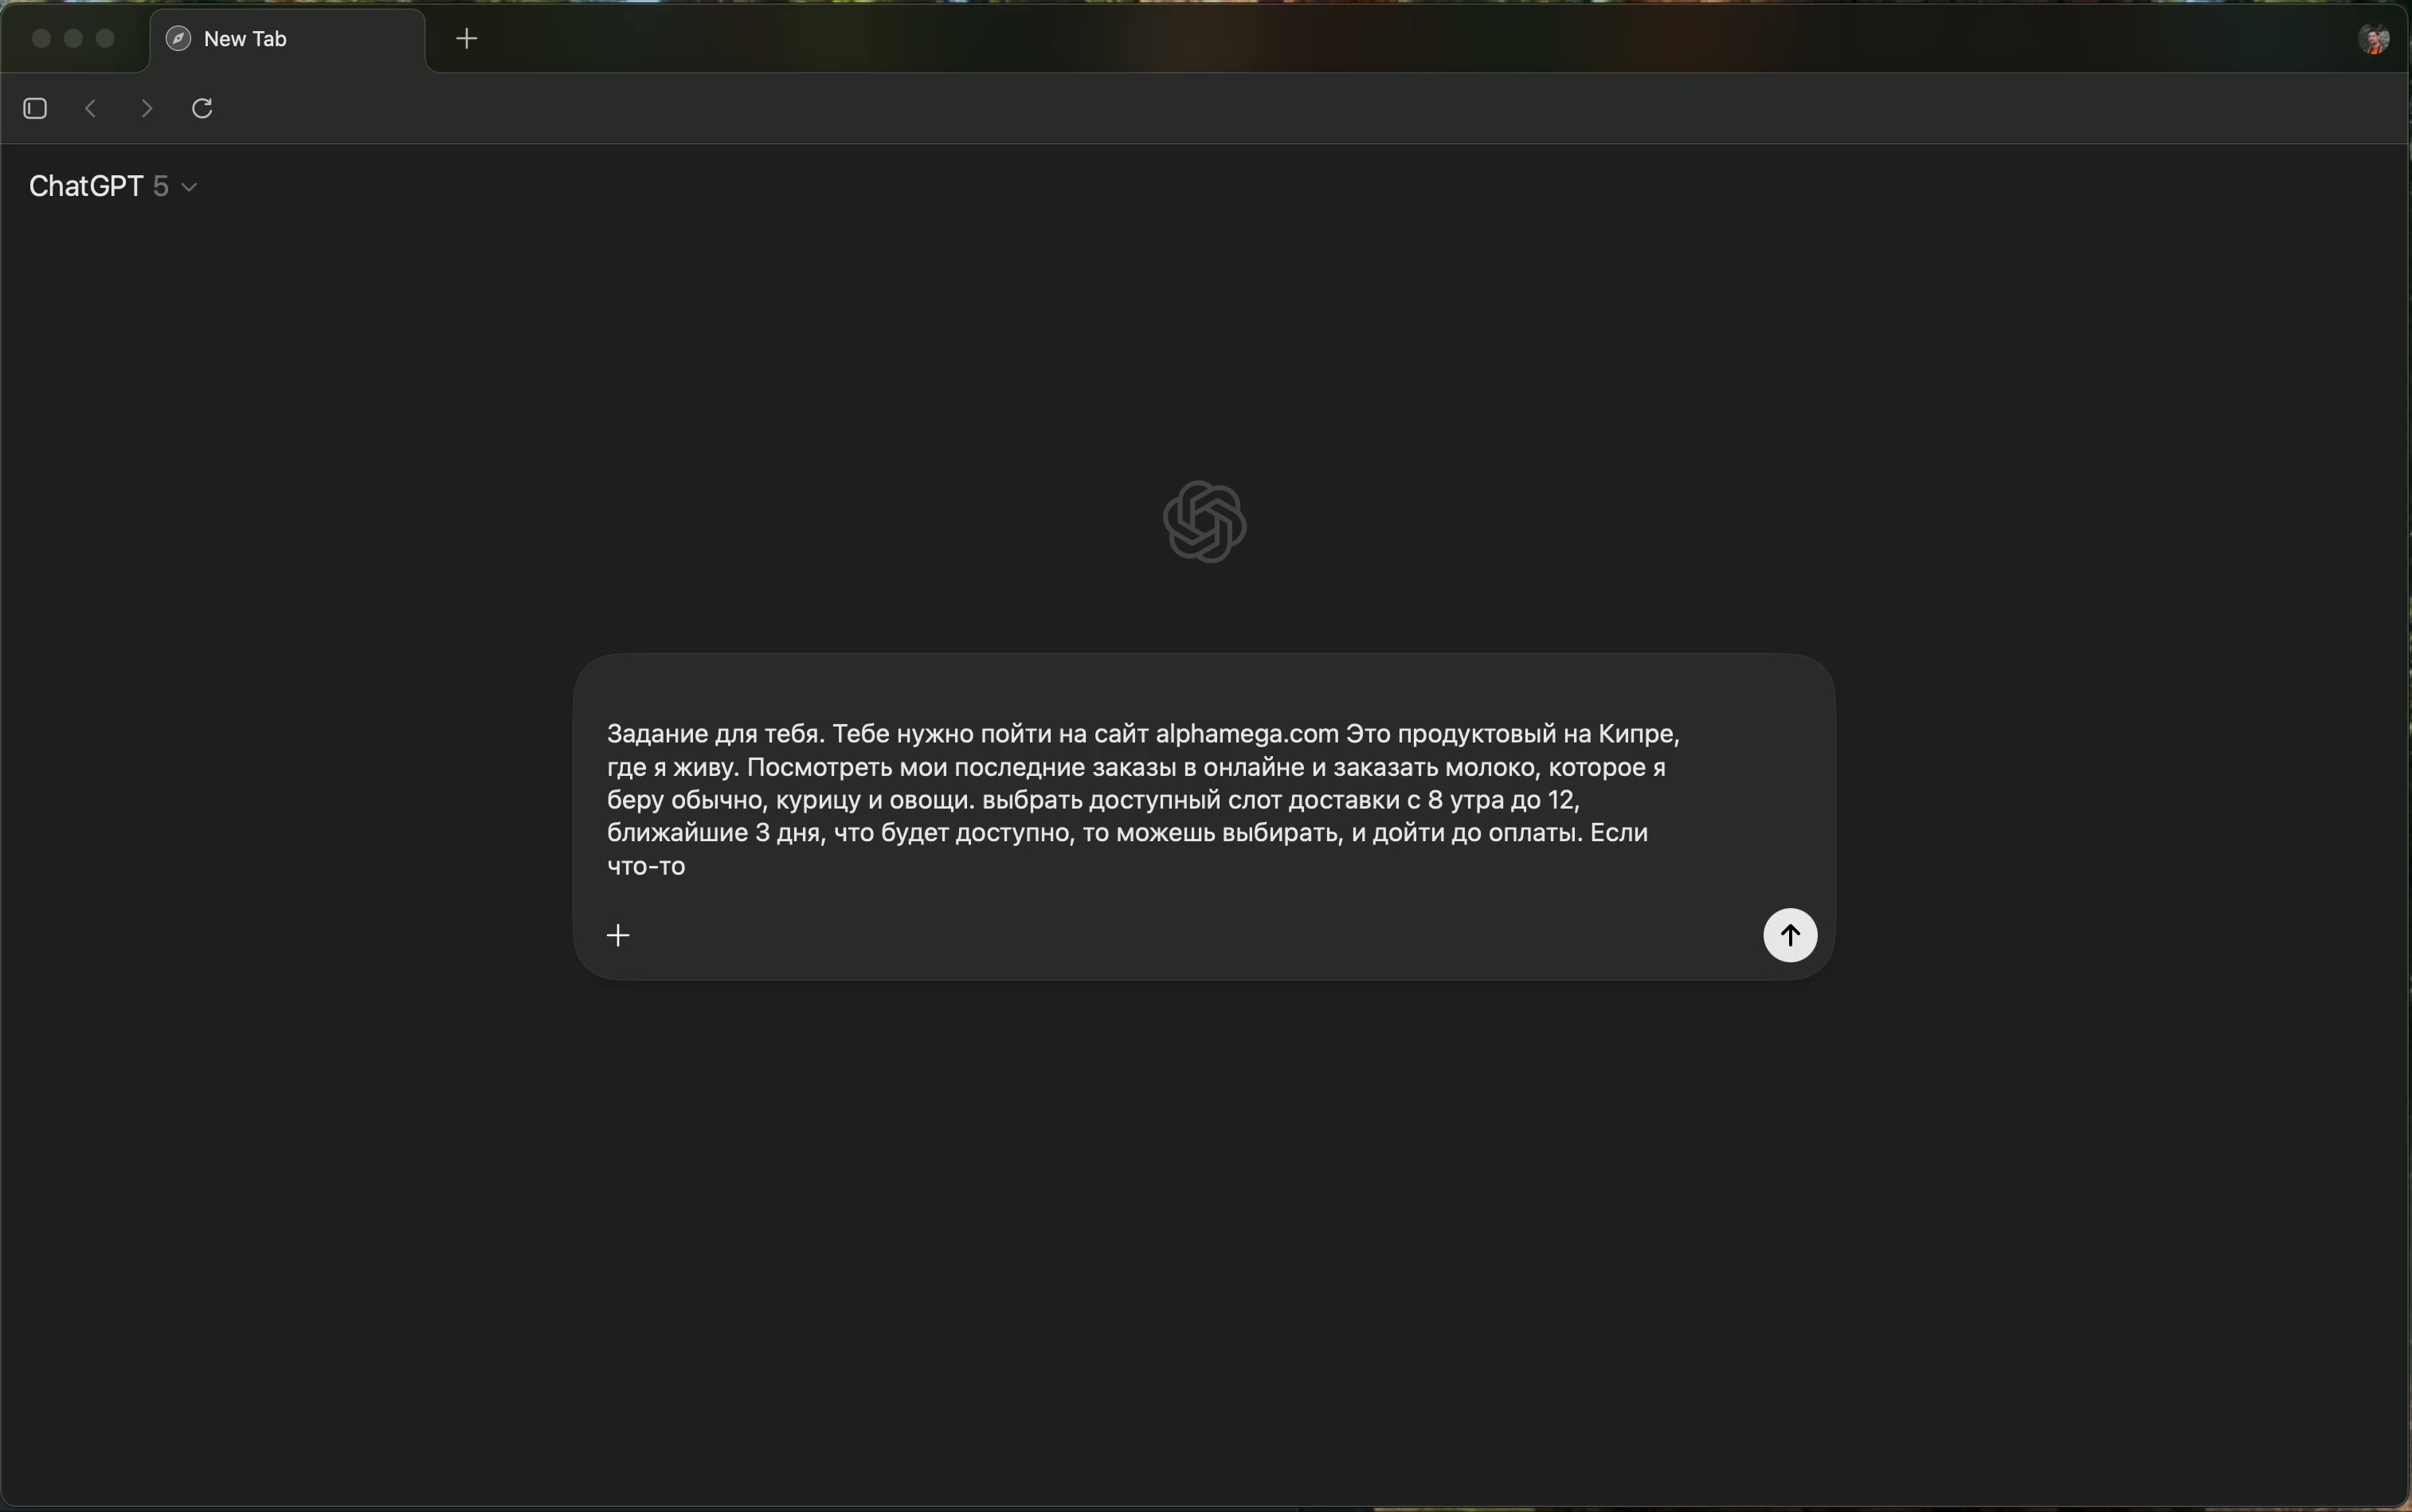 New Tab
ChatGPT 5
Задание для тебя. Тебе нужно пойти на сайт alphamega.com Это продуктовый на Кипре,
где я живу. Посмотреть мои последние заказы в онлайне и заказать молоко, которое я
беру обычно, курицу и овощи. выбрать доступный слот доставки с 8 утра до 12,
ближайшие 3 дня, что будет доступно, то можешь выбирать, и дойти до оплаты. Если
что-то